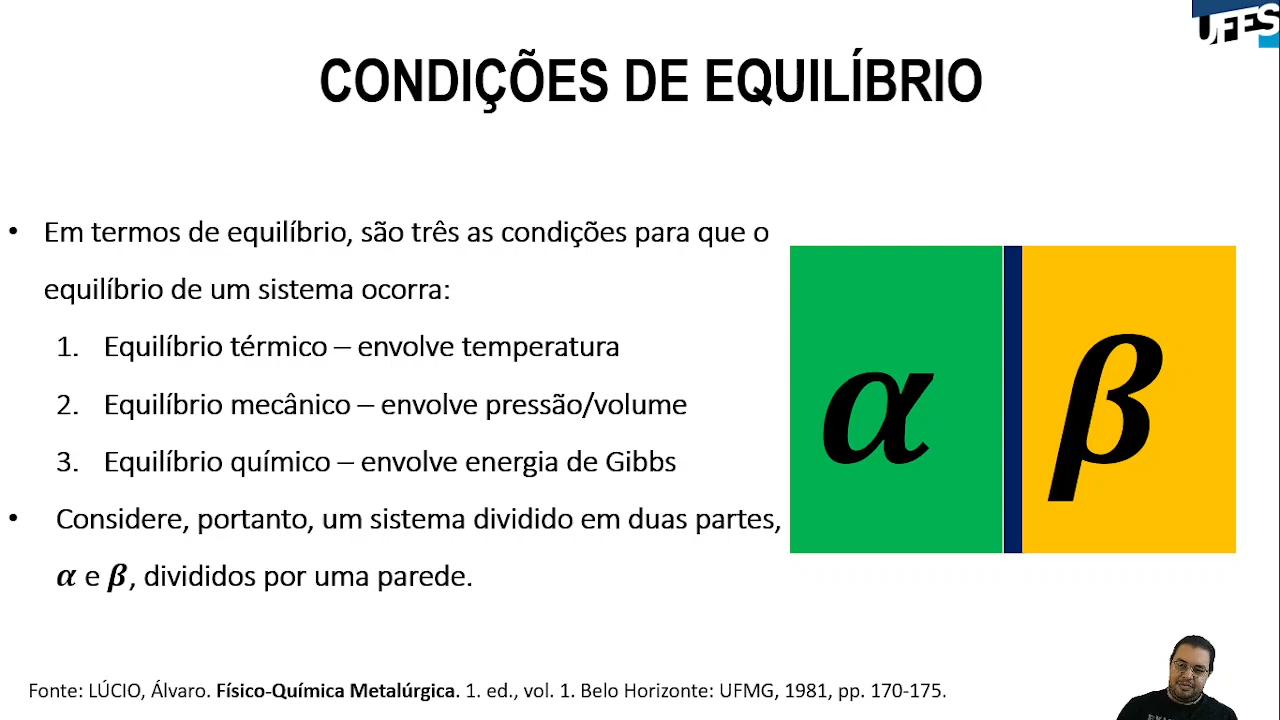 UFES
CONDIÇÕES DE EQUILÍBRIO
• Em termos de equilíbrio, são três as condições para que o
equilíbrio de um sistema ocorra:
1. Equilíbrio térmico – envolve temperatura
2. Equilíbrio mecânico – envolve pressão/volume
3. Equilíbrio químico – envolve energia de Gibbs
• Considere, portanto, um sistema dividido em duas partes,
α e β, divididos por uma parede.
α
β
Fonte: LÚCIO, Álvaro. Físico-Química Metalúrgica. 1. ed., vol. 1. Belo Horizonte: UFMG, 1981, pp. 170-175.